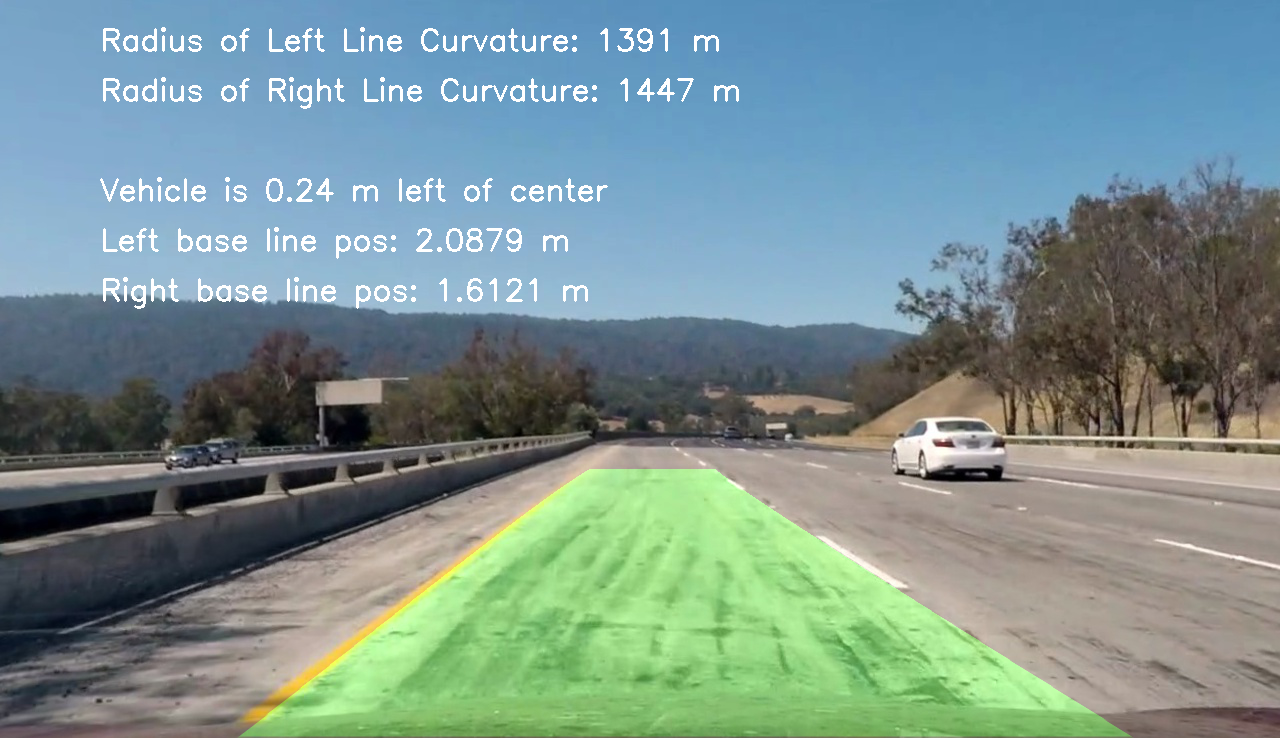 Radius of Left Line Curvature: 1391 m
Radius of Right Line Curvature: 1447 m
Vehicle is 0.24 m left of center
Left base line pos: 2.0879 m
Right base line pos: 1.6121 m